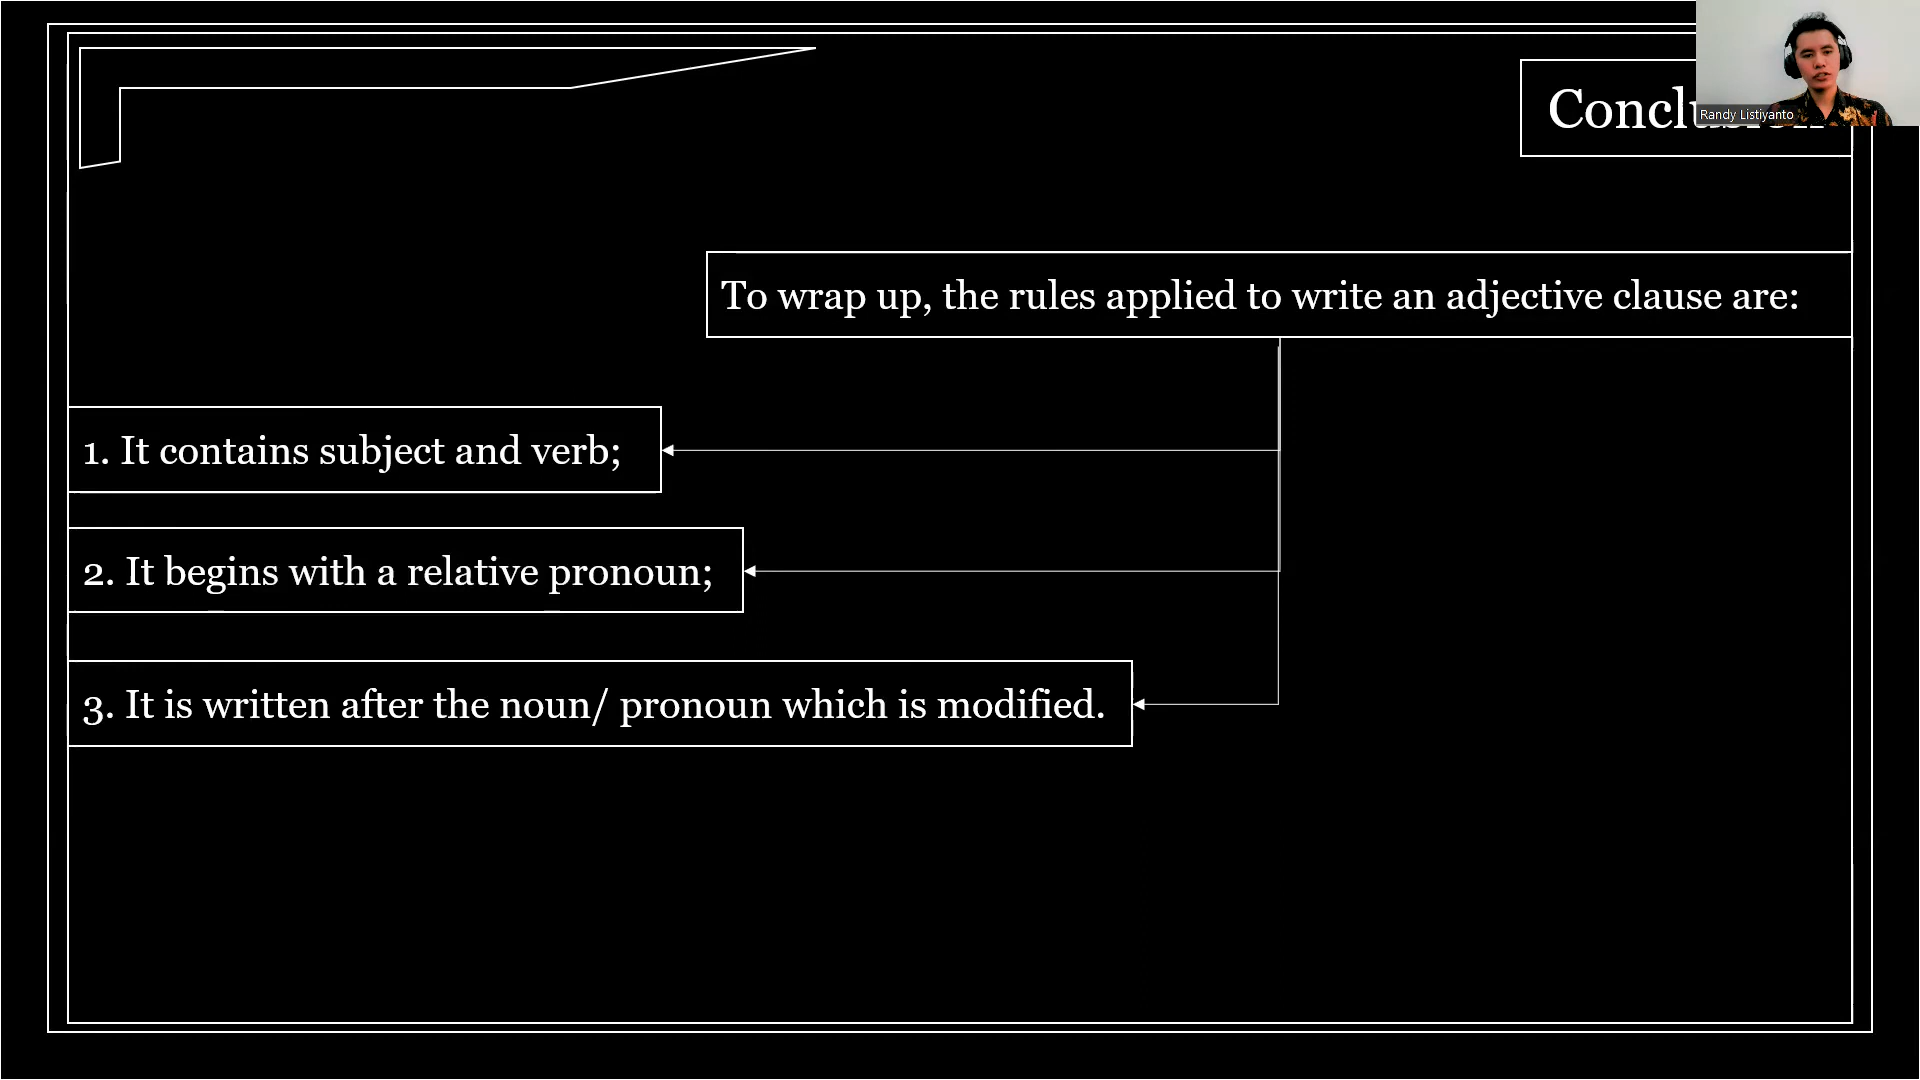 Conclusion
Randy Listiyanto
To wrap up, the rules applied to write an adjective clause are:
1. It contains subject and verb;
2. It begins with a relative pronoun;
3. It is written after the noun/ pronoun which is modified.